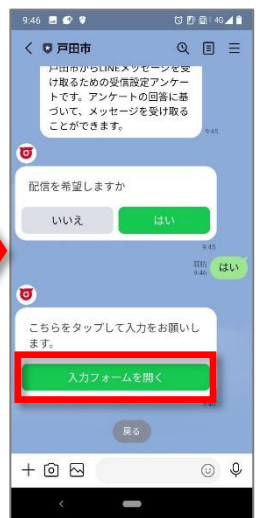 9:46
4G
戸田市
戸田市からLINEメッセージを受
け取るための受信設定アンケー
トです。アンケートの回答に基
づいて、メッセージを受け取る
ことができます。
9:45
配信を希望しますか
いいえ
はい
9:45
既読
9:46
はい
こちらをタップして入力をお願いし
ます。
入力フォームを開く
9:46
戻る